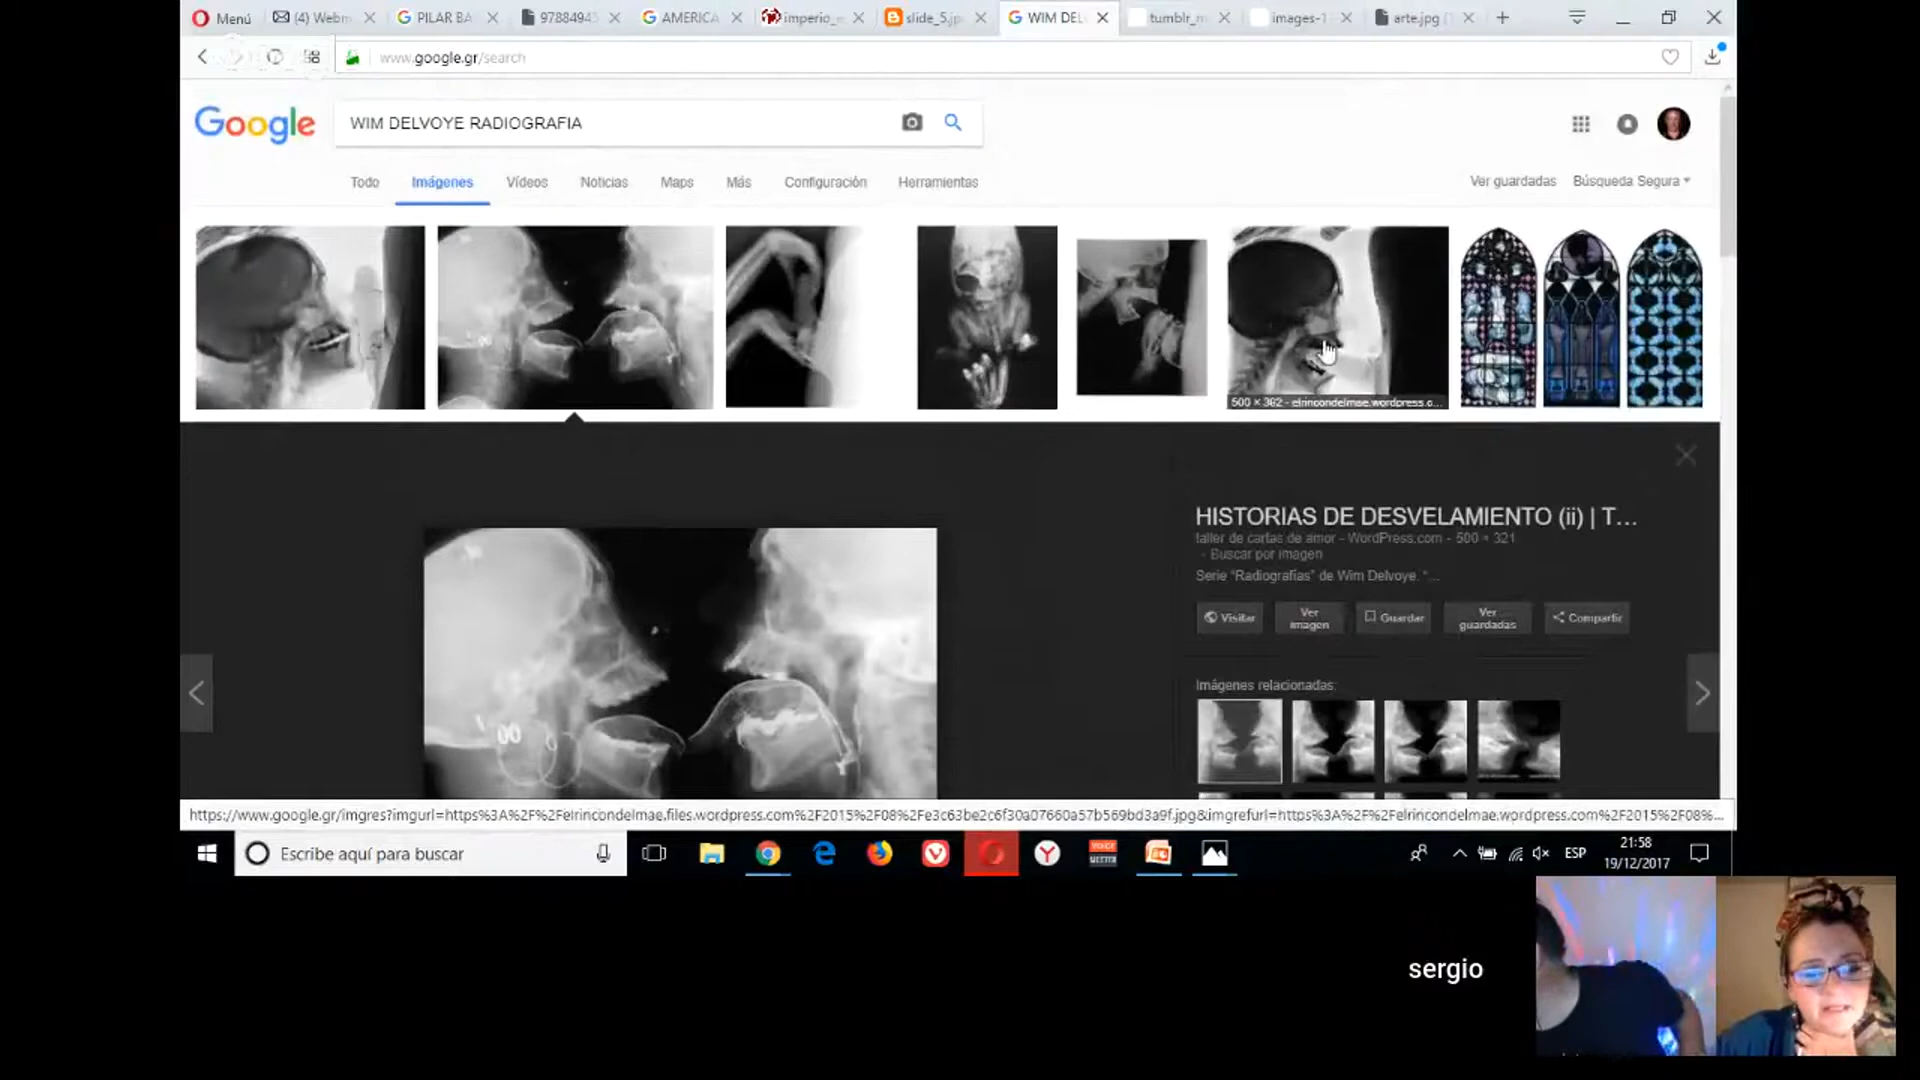 Menú
(4) Webm
PILAR BA
97884945
AMERICA
imperio_
slide_5.jp
WIM DEL
tumblr_m
images-1
arte.jpg (1
www.google.gr/search
Google
WIM DELVOYE RADIOGRAFIA
Todo
Imágenes
Vídeos
Noticias
Maps
Más
Configuración
Herramientas
Ver guardadas
Búsqueda Segura
500 × 362 - elrincondelmae.wordpress.c...
HISTORIAS DE DESVELAMIENTO (ii) | T...
taller de cartas de amor - WordPress.com - 500 × 321
- Buscar por imagen
Serie "Radiografías" de Wim Delvoye. "...
Visitar
Ver imagen
Guardar
Ver guardadas
Compartir
Imágenes relacionadas:
https://www.google.gr/imgres?imgurl=https%3A%2F%2Felrincondelmae.files.wordpress.com%2F2015%2F08%2Fe3c63be2c6f30a07660a57b569bd3a9f.jpg&imgrefurl=https%3A%2F%2Felrincondelmae.wordpress.com%2F2015%2F08%...
Escribe aquí para buscar
ESP
21:58
19/12/2017
sergio